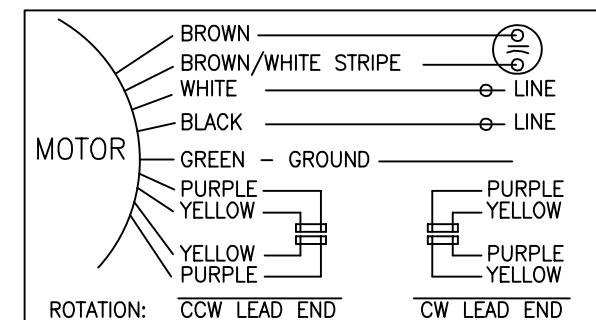 BROWN
BROWN/WHITE STRIPE
WHITE LINE
BLACK LINE
MOTOR
GREEN - GROUND
PURPLE PURPLE
YELLOW YELLOW
YELLOW PURPLE
PURPLE YELLOW
ROTATION: CCW LEAD END CW LEAD END